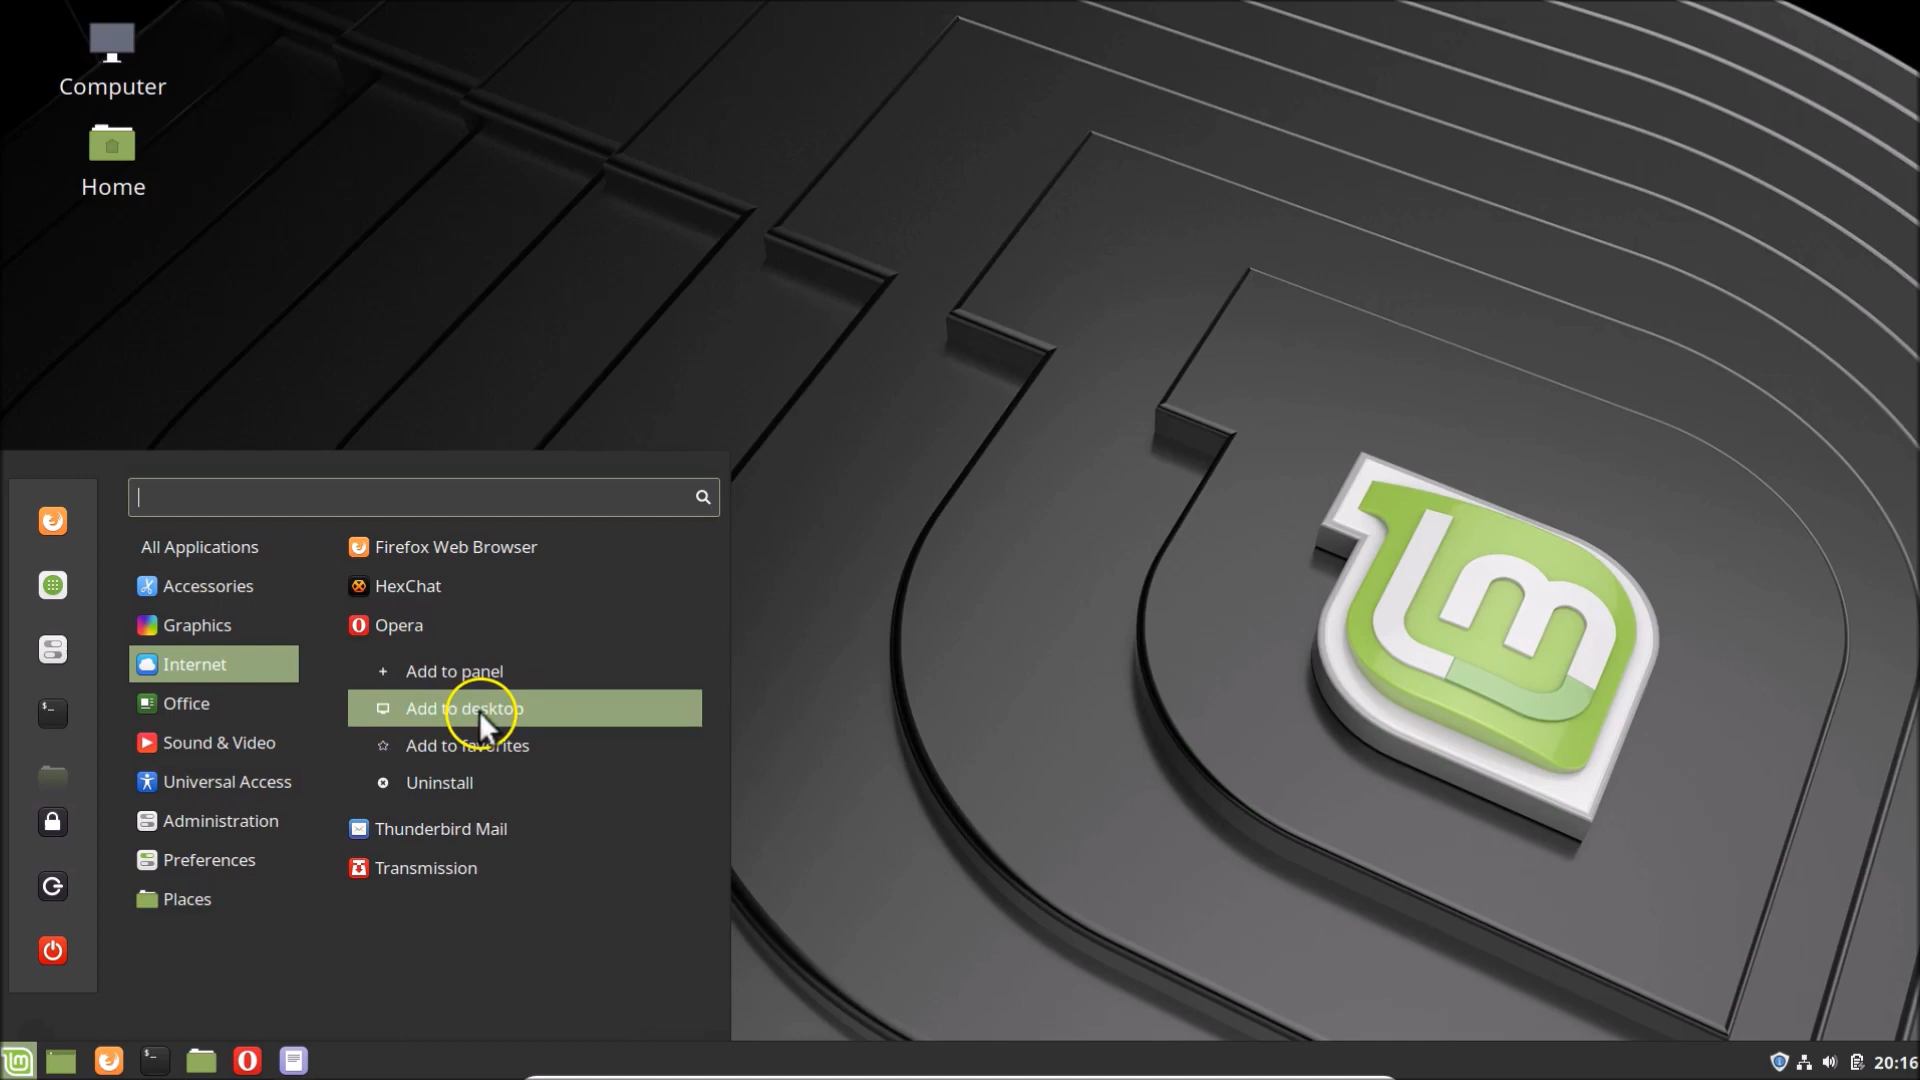 Computer
Home
All Applications
Accessories
Graphics
Internet
Office
Sound & Video
Universal Access
Administration
Preferences
Places
Firefox Web Browser
HexChat
Opera
Add to panel
Add to desktop
Add to favorites
Uninstall
Thunderbird Mail
Transmission
20:16